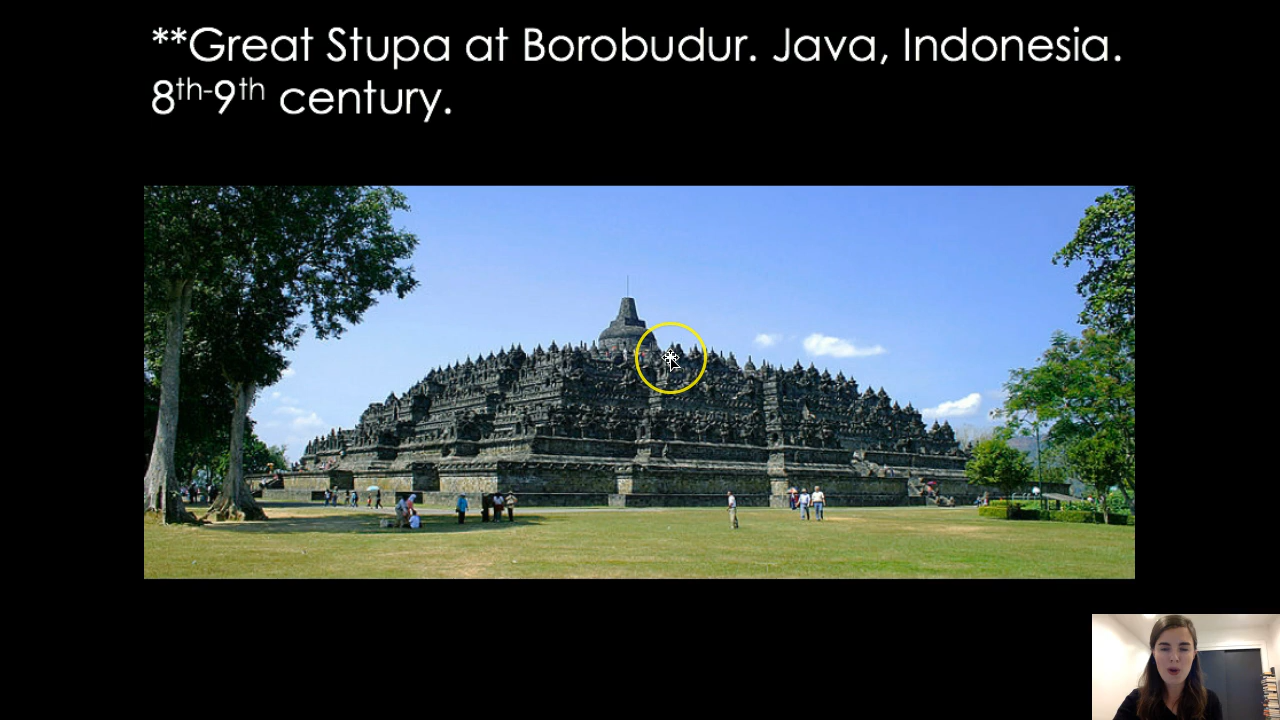 **Great Stupa at Borobudur. Java, Indonesia.
8th-9th century.